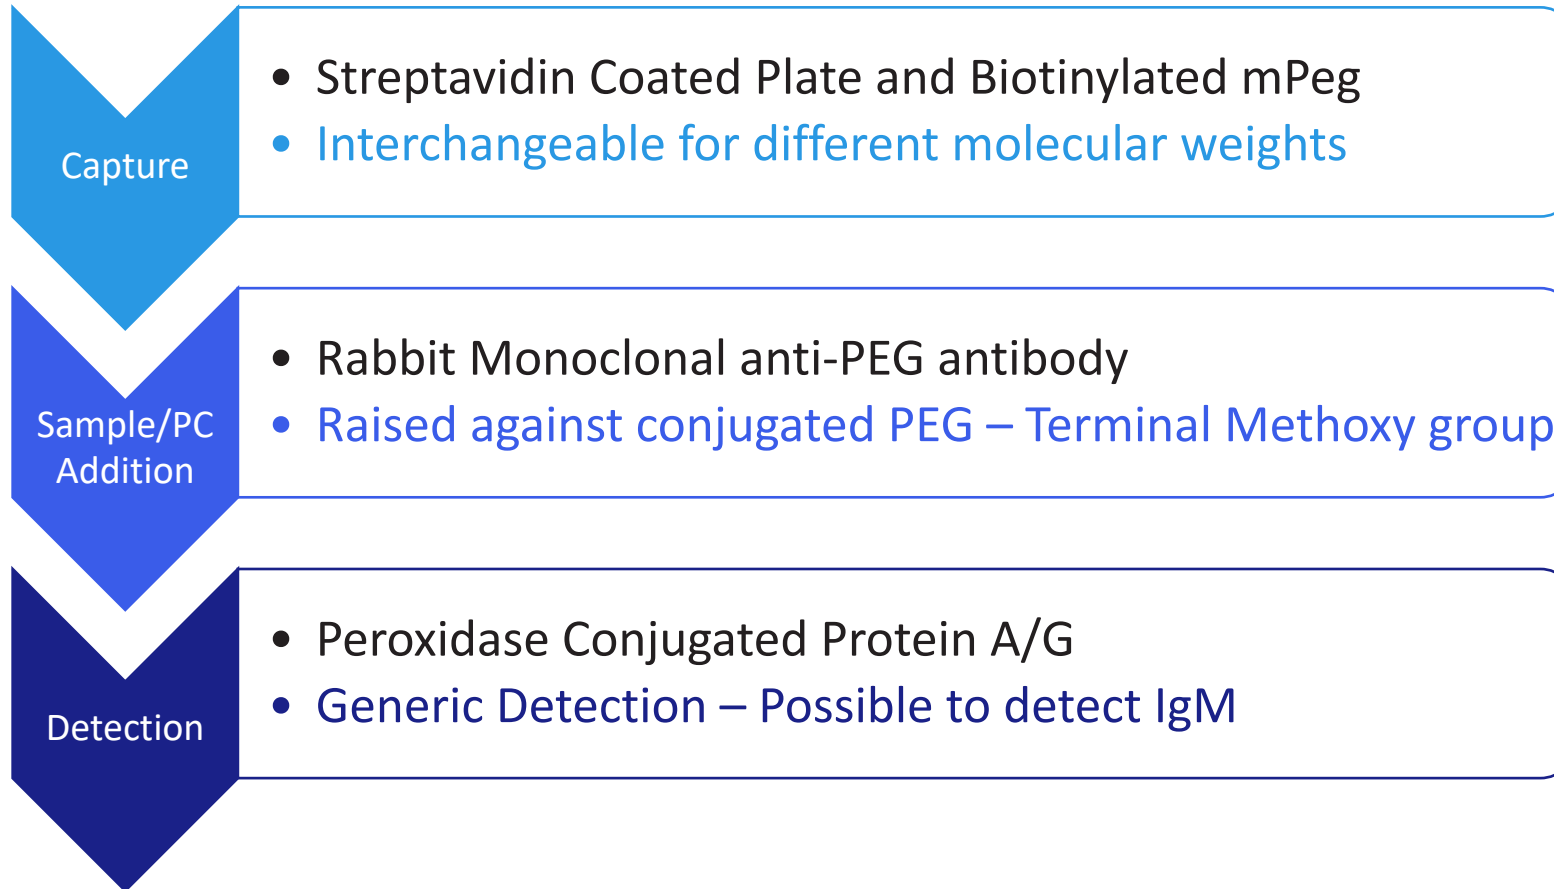 Capture
• Streptavidin Coated Plate and Biotinylated mPeg
• Interchangeable for different molecular weights
Sample/PC
Addition
• Rabbit Monoclonal anti-PEG antibody
• Raised against conjugated PEG – Terminal Methoxy group
Detection
• Peroxidase Conjugated Protein A/G
• Generic Detection – Possible to detect IgM